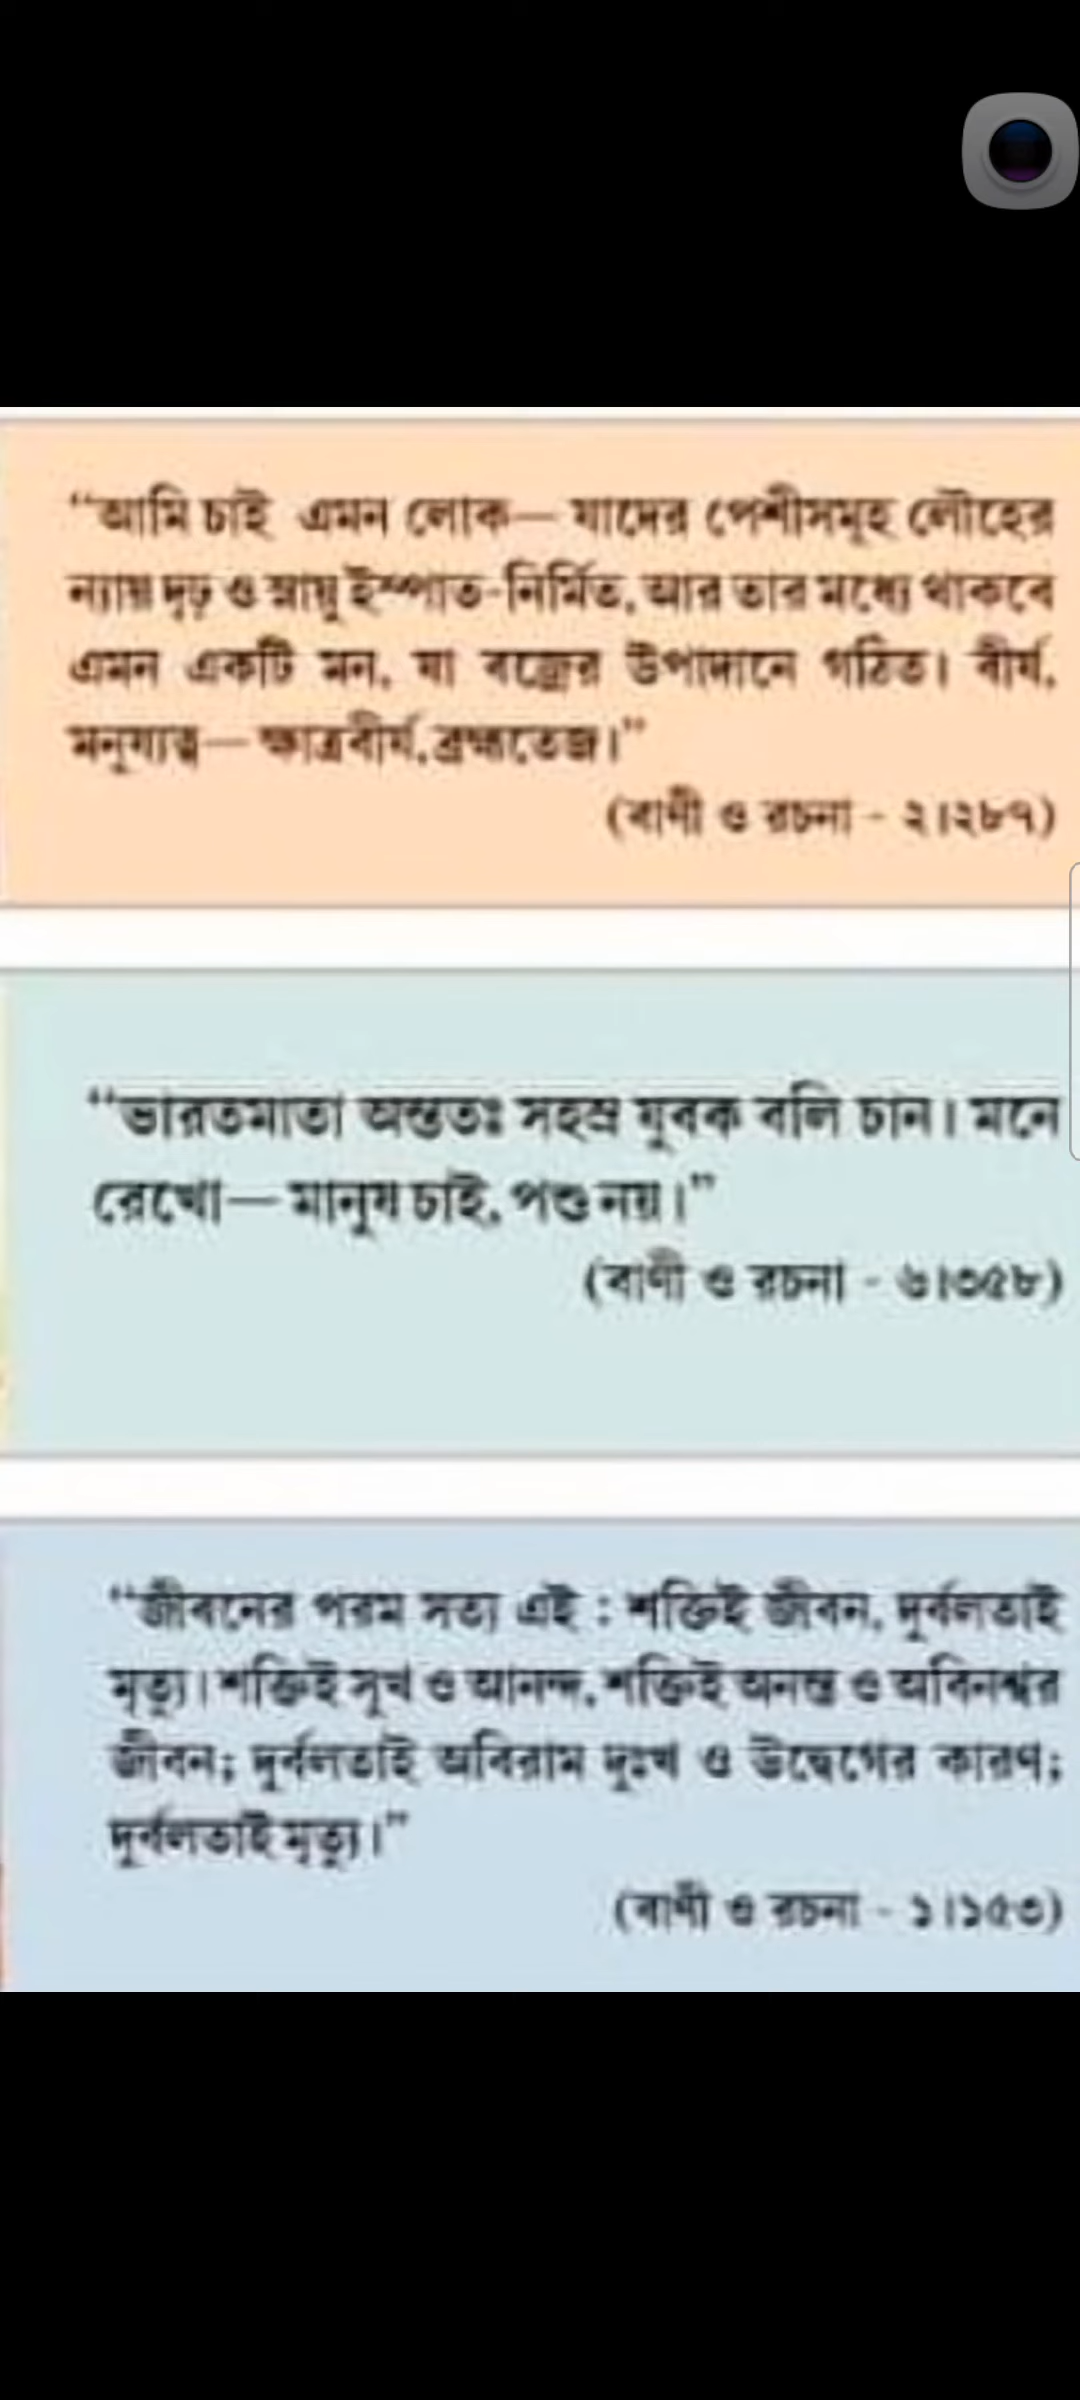 “আমি চাই এমন লোক— যাদের পেশীসমূহ লৌহের
ন্যায় দৃঢ় ও স্নায়ু ইস্পাত-নির্মিত, আর তার মধ্যে থাকবে
এমন একটি মন, যা বজ্রের উপাদানে গঠিত। বীর্য,
মনুষ্যত্ব— ক্ষাত্রবীর্য, ব্রহ্মতেজ।”
(বাণী ও রচনা - ২।২৮৭)
“ভারতমাতা অন্ততঃ সহস্র যুবক বলি চান। মনে
রেখো— মানুষ চাই, পশু নয়।”
(বাণী ও রচনা - ৬।৩৫৮)
“জীবনের পরম সত্য এই : শক্তিই জীবন, দুর্বলতাই
মৃত্যু। শক্তিই সুখ ও আনন্দ, শক্তিই অনন্ত ও অবিনশ্বর
জীবন; দুর্বলতাই অবিরাম দুঃখ ও উদ্বেগের কারণ;
দুর্বলতাই মৃত্যু।”
(বাণী ও রচনা - ১।১৫৩)